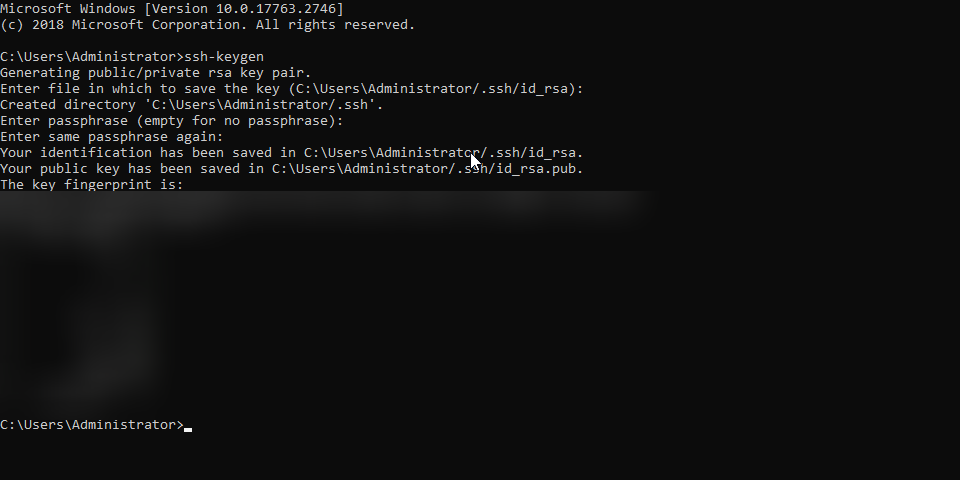 Microsoft Windows [Version 10.0.17763.2746]
(c) 2018 Microsoft Corporation. All rights reserved.
C:\Users\Administrator>ssh-keygen
Generating public/private rsa key pair.
Enter file in which to save the key (C:\Users\Administrator/.ssh/id_rsa):
Created directory 'C:\Users\Administrator/.ssh'.
Enter passphrase (empty for no passphrase):
Enter same passphrase again:
Your identification has been saved in C:\Users\Administrator/.ssh/id_rsa.
Your public key has been saved in C:\Users\Administrator/.ssh/id_rsa.pub.
The key fingerprint is:
C:\Users\Administrator>